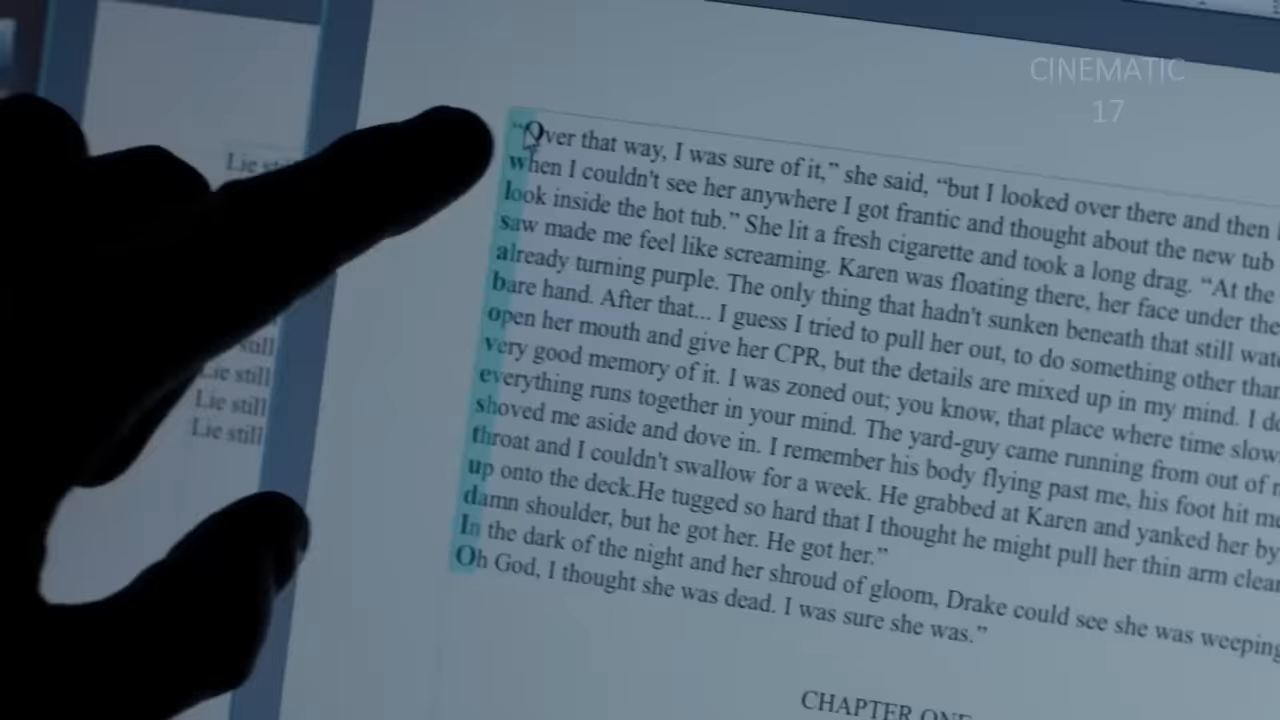 CINEMATIC
17
Lie still
still
Lie still
Lie still
Lie still
“Over that way, I was sure of it,” she said, “but I looked over there and then
when I couldn't see her anywhere I got frantic and thought about the new tub
look inside the hot tub.” She lit a fresh cigarette and took a long drag. “At the
saw made me feel like screaming. Karen was floating there, her face under the
already turning purple. The only thing that hadn't sunken beneath that still
bare hand. After that... I guess I tried to pull her out, to do something other than
open her mouth and give her CPR, but the details are mixed up in my mind. I
very good memory of it. I was zoned out; you know, that place where time
everything runs together in your mind. The yard-guy came running from out of
shoved me aside and dove in. I remember his body flying past me, his foot hit
throat and I couldn't swallow for a week. He grabbed at Karen and yanked her by
up onto the deck.He tugged so hard that I thought he might pull her thin arm
damn shoulder, but he got her. He got her.”
In the dark of the night and her shroud of gloom, Drake could see she was weeping
Oh God, I thought she was dead. I was sure she was.”
CHAPTER ONE